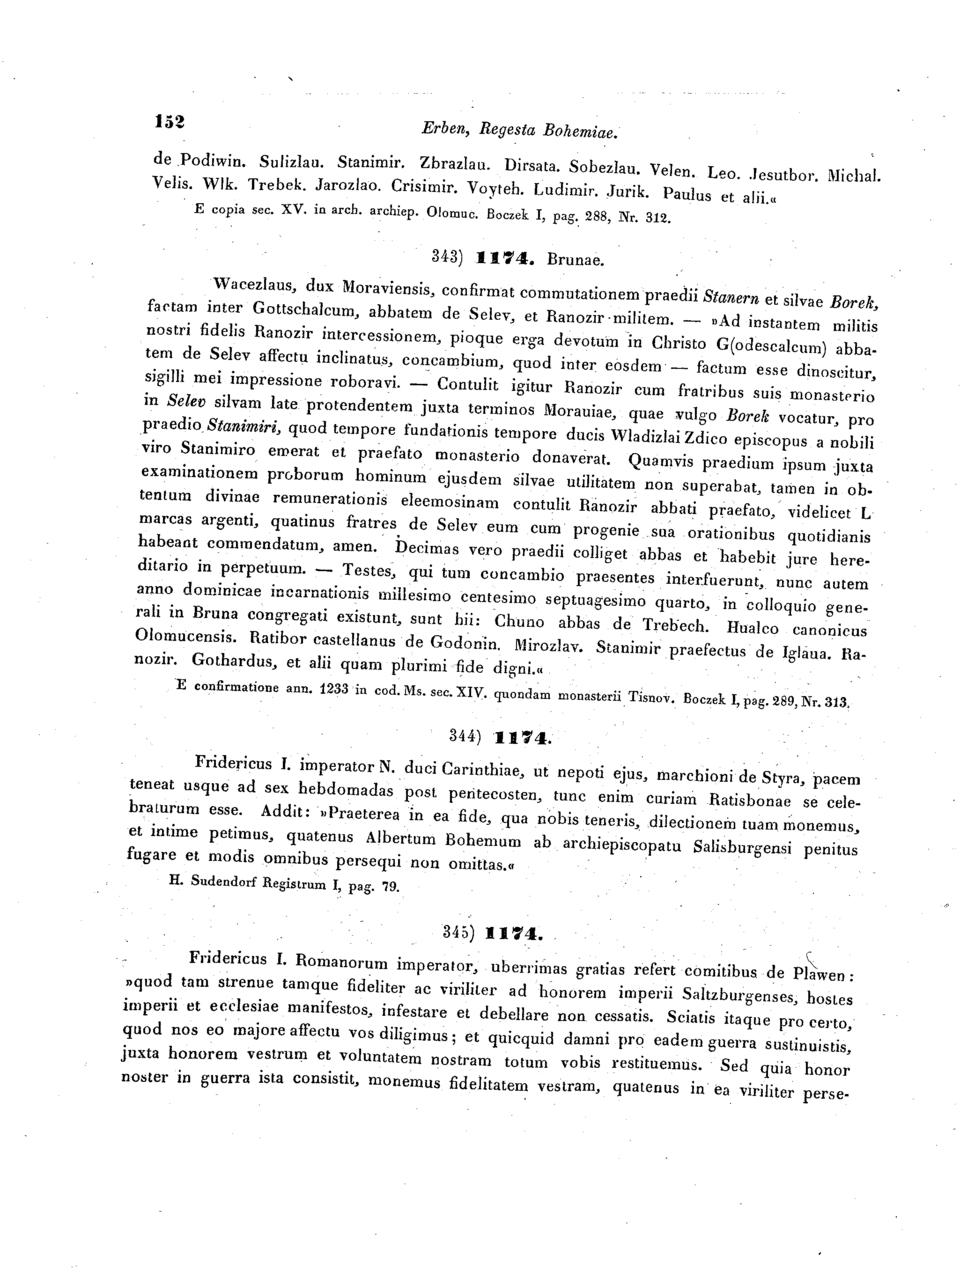 152
Erben, Regesta Bohemiae.
de Podiwin. Sulizlau. Stanimir. Zbrazlau. Dirsata. Sobezlau. Velen. Leo. Jesutbor. Michal.
Velis. Wlk. Trebek. Jarozlao. Crisimir. Voyteh. Ludimir. Jurik. Paulus et alii.«
E copia sec. XV. in arch. archiep. Olomuc. Boczek I, pag. 288, Nr. 312.
343) 1174. Brunae.
Wacezlaus, dux Moraviensis, confirmat commutationem praedii Stanern et silvae Borek,
factam inter Gottschalcum, abbatem de Selev, et Ranozir militem. — »Ad instantem militis
nostri fidelis Ranozir intercessionem, pioque erga devotum in Christo G(odescalcum) abba-
tem de Selev affectu inclinatus, concambium, quod inter eosdem — factum esse dinoscitur,
sigilli mei impressione roboravi. — Contulit igitur Ranozir cum fratribus suis monasterio
in Selev silvam late protendentem juxta terminos Morauiae, quae vulgo Borek vocatur, pro
praedio Stanimiri, quod tempore fundationis tempore ducis Wladizlai Zdico episcopus a nobili
viro Stanimiro emerat et praefato monasterio donaverat. Quamvis praedium ipsum juxta
examinationem proborum hominum ejusdem silvae utilitatem non superabat, tamen in ob-
tentum divinae remunerationis eleemosinam contulit Ranozir abbati praefato, videlicet L
marcas argenti, quatinus fratres de Selev eum cum progenie sua orationibus quotidianis
habeant commendatum, amen. Decimas vero praedii colliget abbas et habebit jure here-
ditario in perpetuum. — Testes, qui tum concambio praesentes interfuerunt, nunc autem
anno dominicae incarnationis millesimo centesimo septuagesimo quarto, in colloquio gene-
rali in Bruna congregati existunt, sunt hii: Chuno abbas de Trebech. Hualco canonicus
Olomucensis. Ratibor castellanus de Godonin. Mirozlav. Stanimir praefectus de Iglaua. Ra-
nozir. Gothardus, et alii quam plurimi fide digni.«
E confirmatione ann. 1233 in cod. Ms. sec. XIV. quondam monasterii Tisnov. Boczek I, pag. 289, Nr. 313.
344) 1174.
Fridericus I. imperator N. duci Carinthiae, ut nepoti ejus, marchioni de Styra, pacem
teneat usque ad sex hebdomadas post pentecosten, tunc enim curiam Ratisbonae se cele-
braturum esse. Addit: »Praeterea in ea fide, qua nobis teneris, dilectionem tuam monemus,
et intime petimus, quatenus Albertum Bohemum ab archiepiscopatu Salisburgensi penitus
fugare et modis omnibus persequi non omittas.«
H. Sudendorf Registrum I, pag. 79.
345) 1174.
Fridericus I. Romanorum imperator, uberrimas gratias refert comitibus de Plawen:
»quod tam strenue tamque fideliter ac viriliter ad honorem imperii Saltzburgenses, hostes
imperii et ecclesiae manifestos, infestare et debellare non cessatis. Sciatis itaque pro certo,
quod nos eo majore affectu vos diligimus; et quicquid damni pro eadem guerra sustinuistis,
juxta honorem vestrum et voluntatem nostram totum vobis restituemus. Sed quia honor
noster in guerra ista consistit, monemus fidelitatem vestram, quatenus in ea viriliter perse-